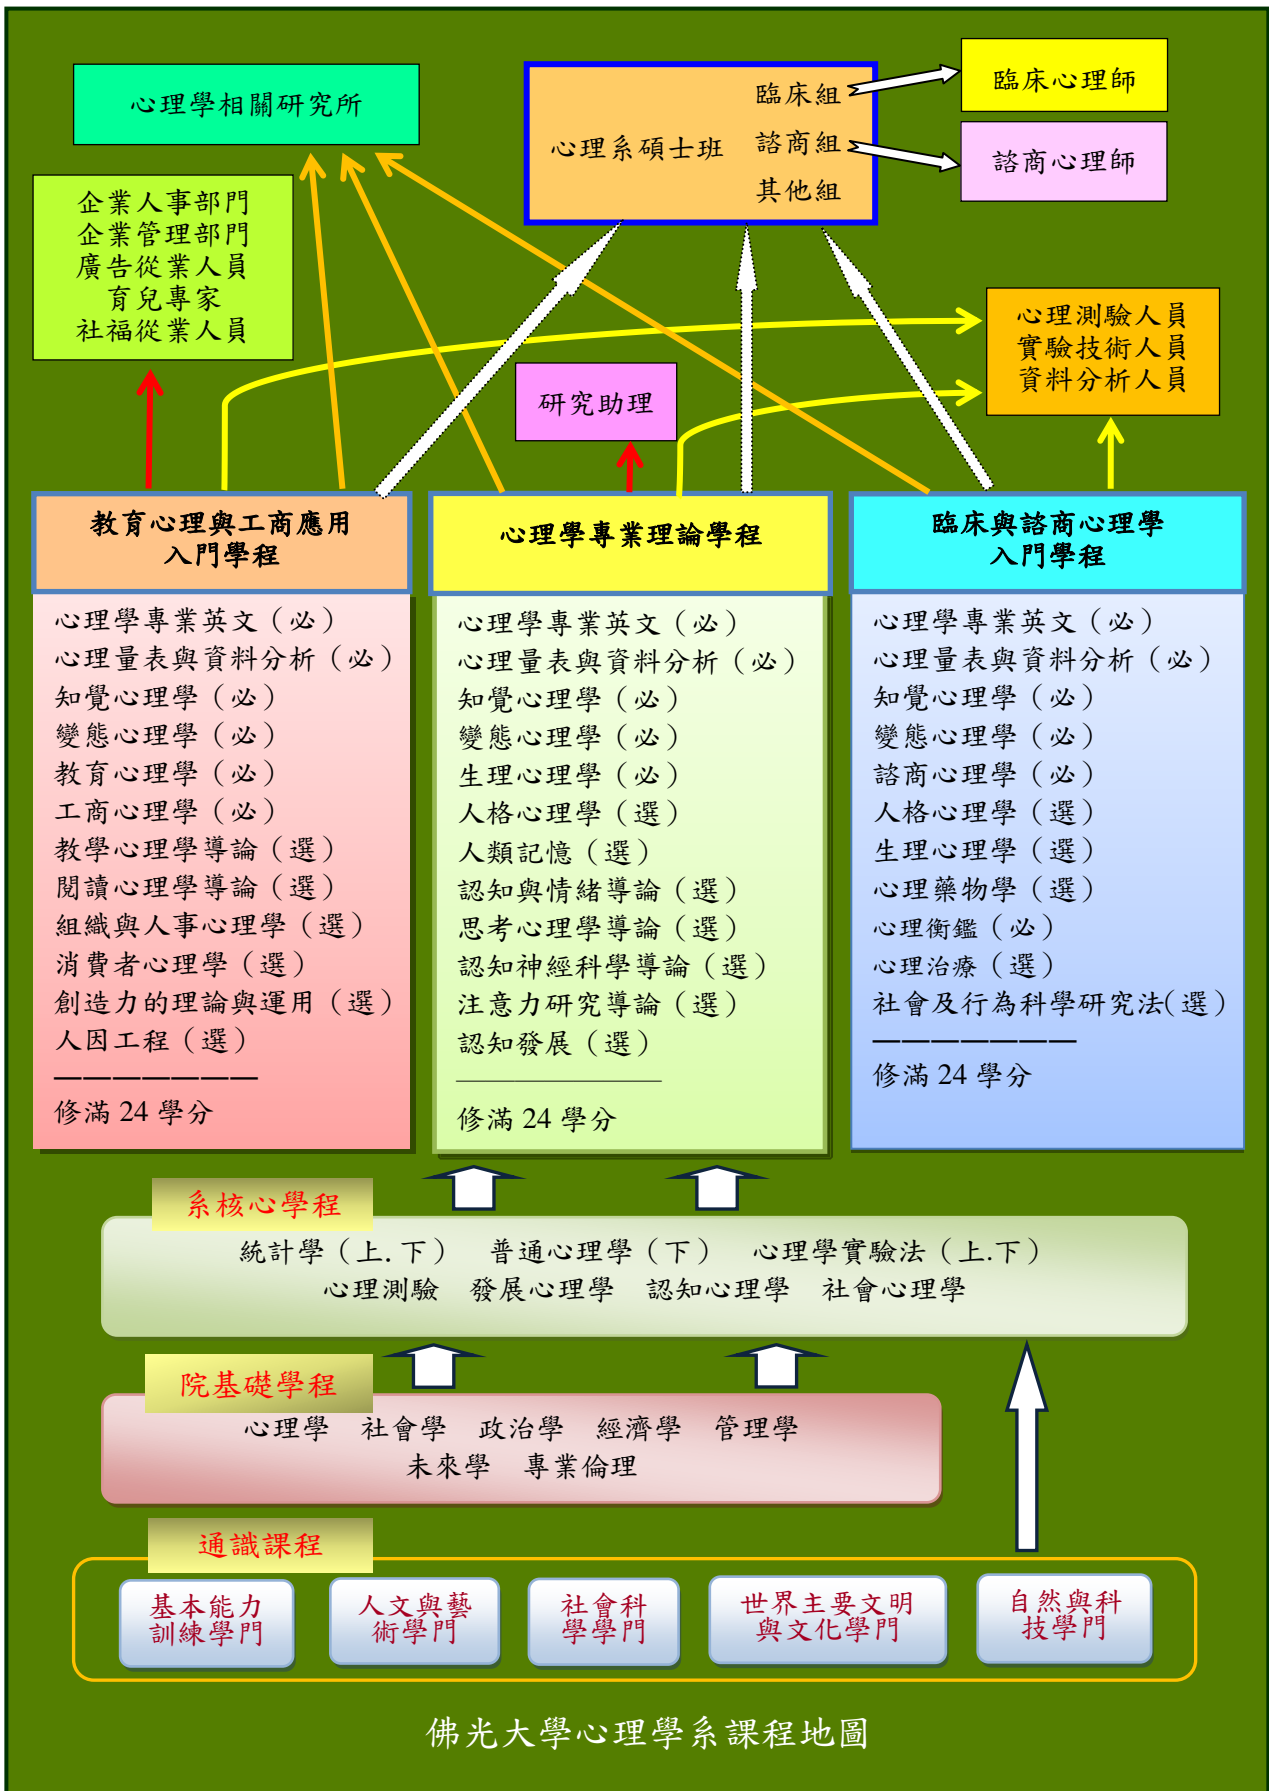 心理學相關研究所
心理系碩士班
臨床組
諮商組
其他組
臨床心理師
諮商心理師
企業人事部門
企業管理部門
廣告從業人員
育兒專家
社福從業人員
研究助理
心理測驗人員
實驗技術人員
資料分析人員
教育心理與工商應用
入門學程
心理學專業英文（必）
心理量表與資料分析（必）
知覺心理學（必）
變態心理學（必）
教育心理學（必）
工商心理學（必）
教學心理學導論（選）
閱讀心理學導論（選）
組織與人事心理學（選）
消費者心理學（選）
創造力的理論與運用（選）
人因工程（選）
———————
修滿 24 學分
心理學專業理論學程
心理學專業英文（必）
心理量表與資料分析（必）
知覺心理學（必）
變態心理學（必）
生理心理學（必）
人格心理學（選）
人類記憶（選）
認知與情緒導論（選）
思考心理學導論（選）
認知神經科學導論（選）
注意力研究導論（選）
認知發展（選）
———————
修滿 24 學分
臨床與諮商心理學
入門學程
心理學專業英文（必）
心理量表與資料分析（必）
知覺心理學（必）
變態心理學（必）
諮商心理學（必）
人格心理學（選）
生理心理學（選）
心理藥物學（選）
心理衡鑑（必）
心理治療（選）
社會及行為科學研究法(選）
———————
修滿 24 學分
系核心學程
統計學（上.下） 普通心理學（下） 心理學實驗法（上.下）
心理測驗 發展心理學 認知心理學 社會心理學
院基礎學程
心理學 社會學 政治學 經濟學 管理學
未來學 專業倫理
通識課程
基本能力
訓練學門
人文與藝
術學門
社會科
學學門
世界主要文明
與文化學門
自然與科
技學門
佛光大學心理學系課程地圖